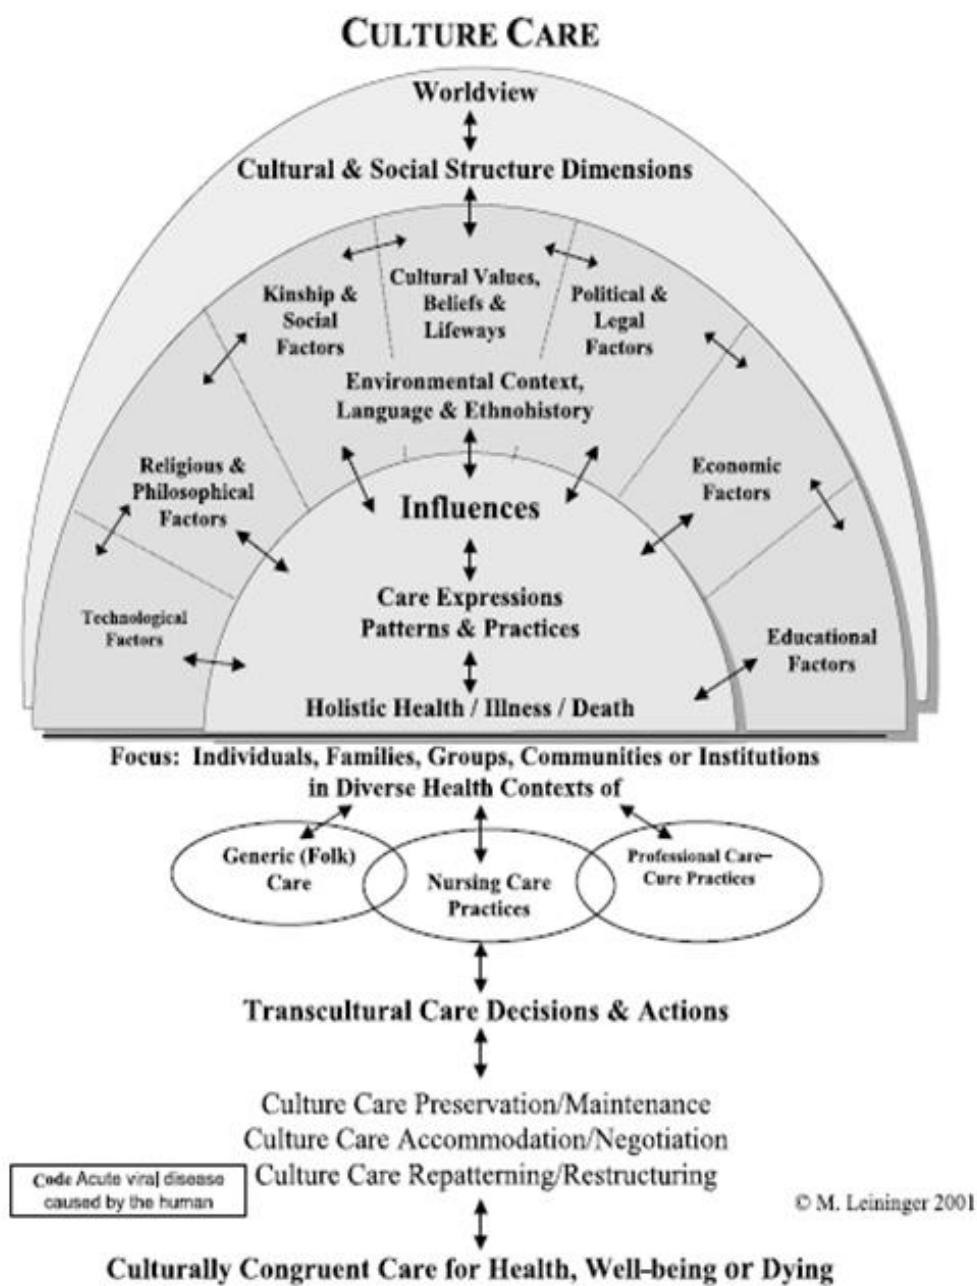 CULTURE CARE
Worldview
Cultural & Social Structure Dimensions
Kinship &
Social
Factors
Cultural Values,
Beliefs &
Lifeways
Political &
Legal
Factors
Environmental Context,
Language & Ethnohistory
Religious &
Philosophical
Factors
Economic
Factors
Influences
Technological
Factors
Care Expressions
Patterns & Practices
Educational
Factors
Holistic Health / Illness / Death
Focus: Individuals, Families, Groups, Communities or Institutions
in Diverse Health Contexts of
Generic (Folk)
Care
Nursing Care
Practices
Professional Care–
Cure Practices
Transcultural Care Decisions & Actions
Culture Care Preservation/Maintenance
Culture Care Accommodation/Negotiation
Culture Care Repatterning/Restructuring
Code Acute viral disease
caused by the human
© M. Leininger 2001
Culturally Congruent Care for Health, Well-being or Dying